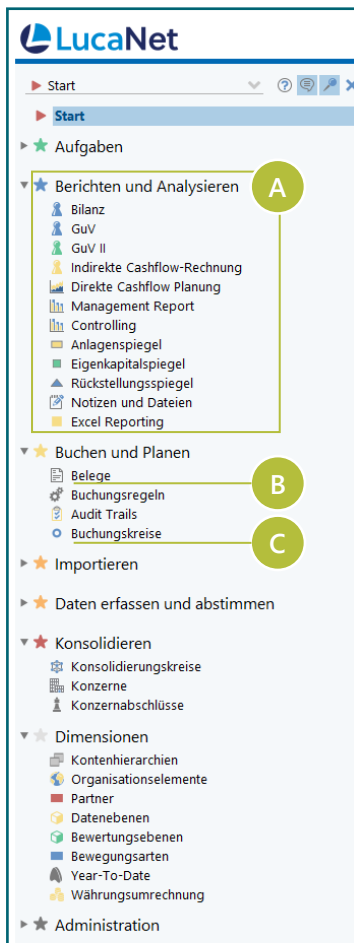 LucaNet
Start
Start
Aufgaben
Berichten und Analysieren
A
Bilanz
GuV
GuV II
Indirekte Cashflow-Rechnung
Direkte Cashflow Planung
Management Report
Controlling
Anlagenspiegel
Eigenkapitalspiegel
Rückstellungsspiegel
Notizen und Dateien
Excel Reporting
Buchen und Planen
Belege
B
Buchungsregeln
Audit Trails
Buchungskreise
C
Importieren
Daten erfassen und abstimmen
Konsolidieren
Konsolidierungskreise
Konzerne
Konzernabschlüsse
Dimensionen
Kontenhierarchien
Organisationselemente
Partner
Datenebenen
Bewertungsebenen
Bewegungsarten
Year-To-Date
Währungsumrechnung
Administration